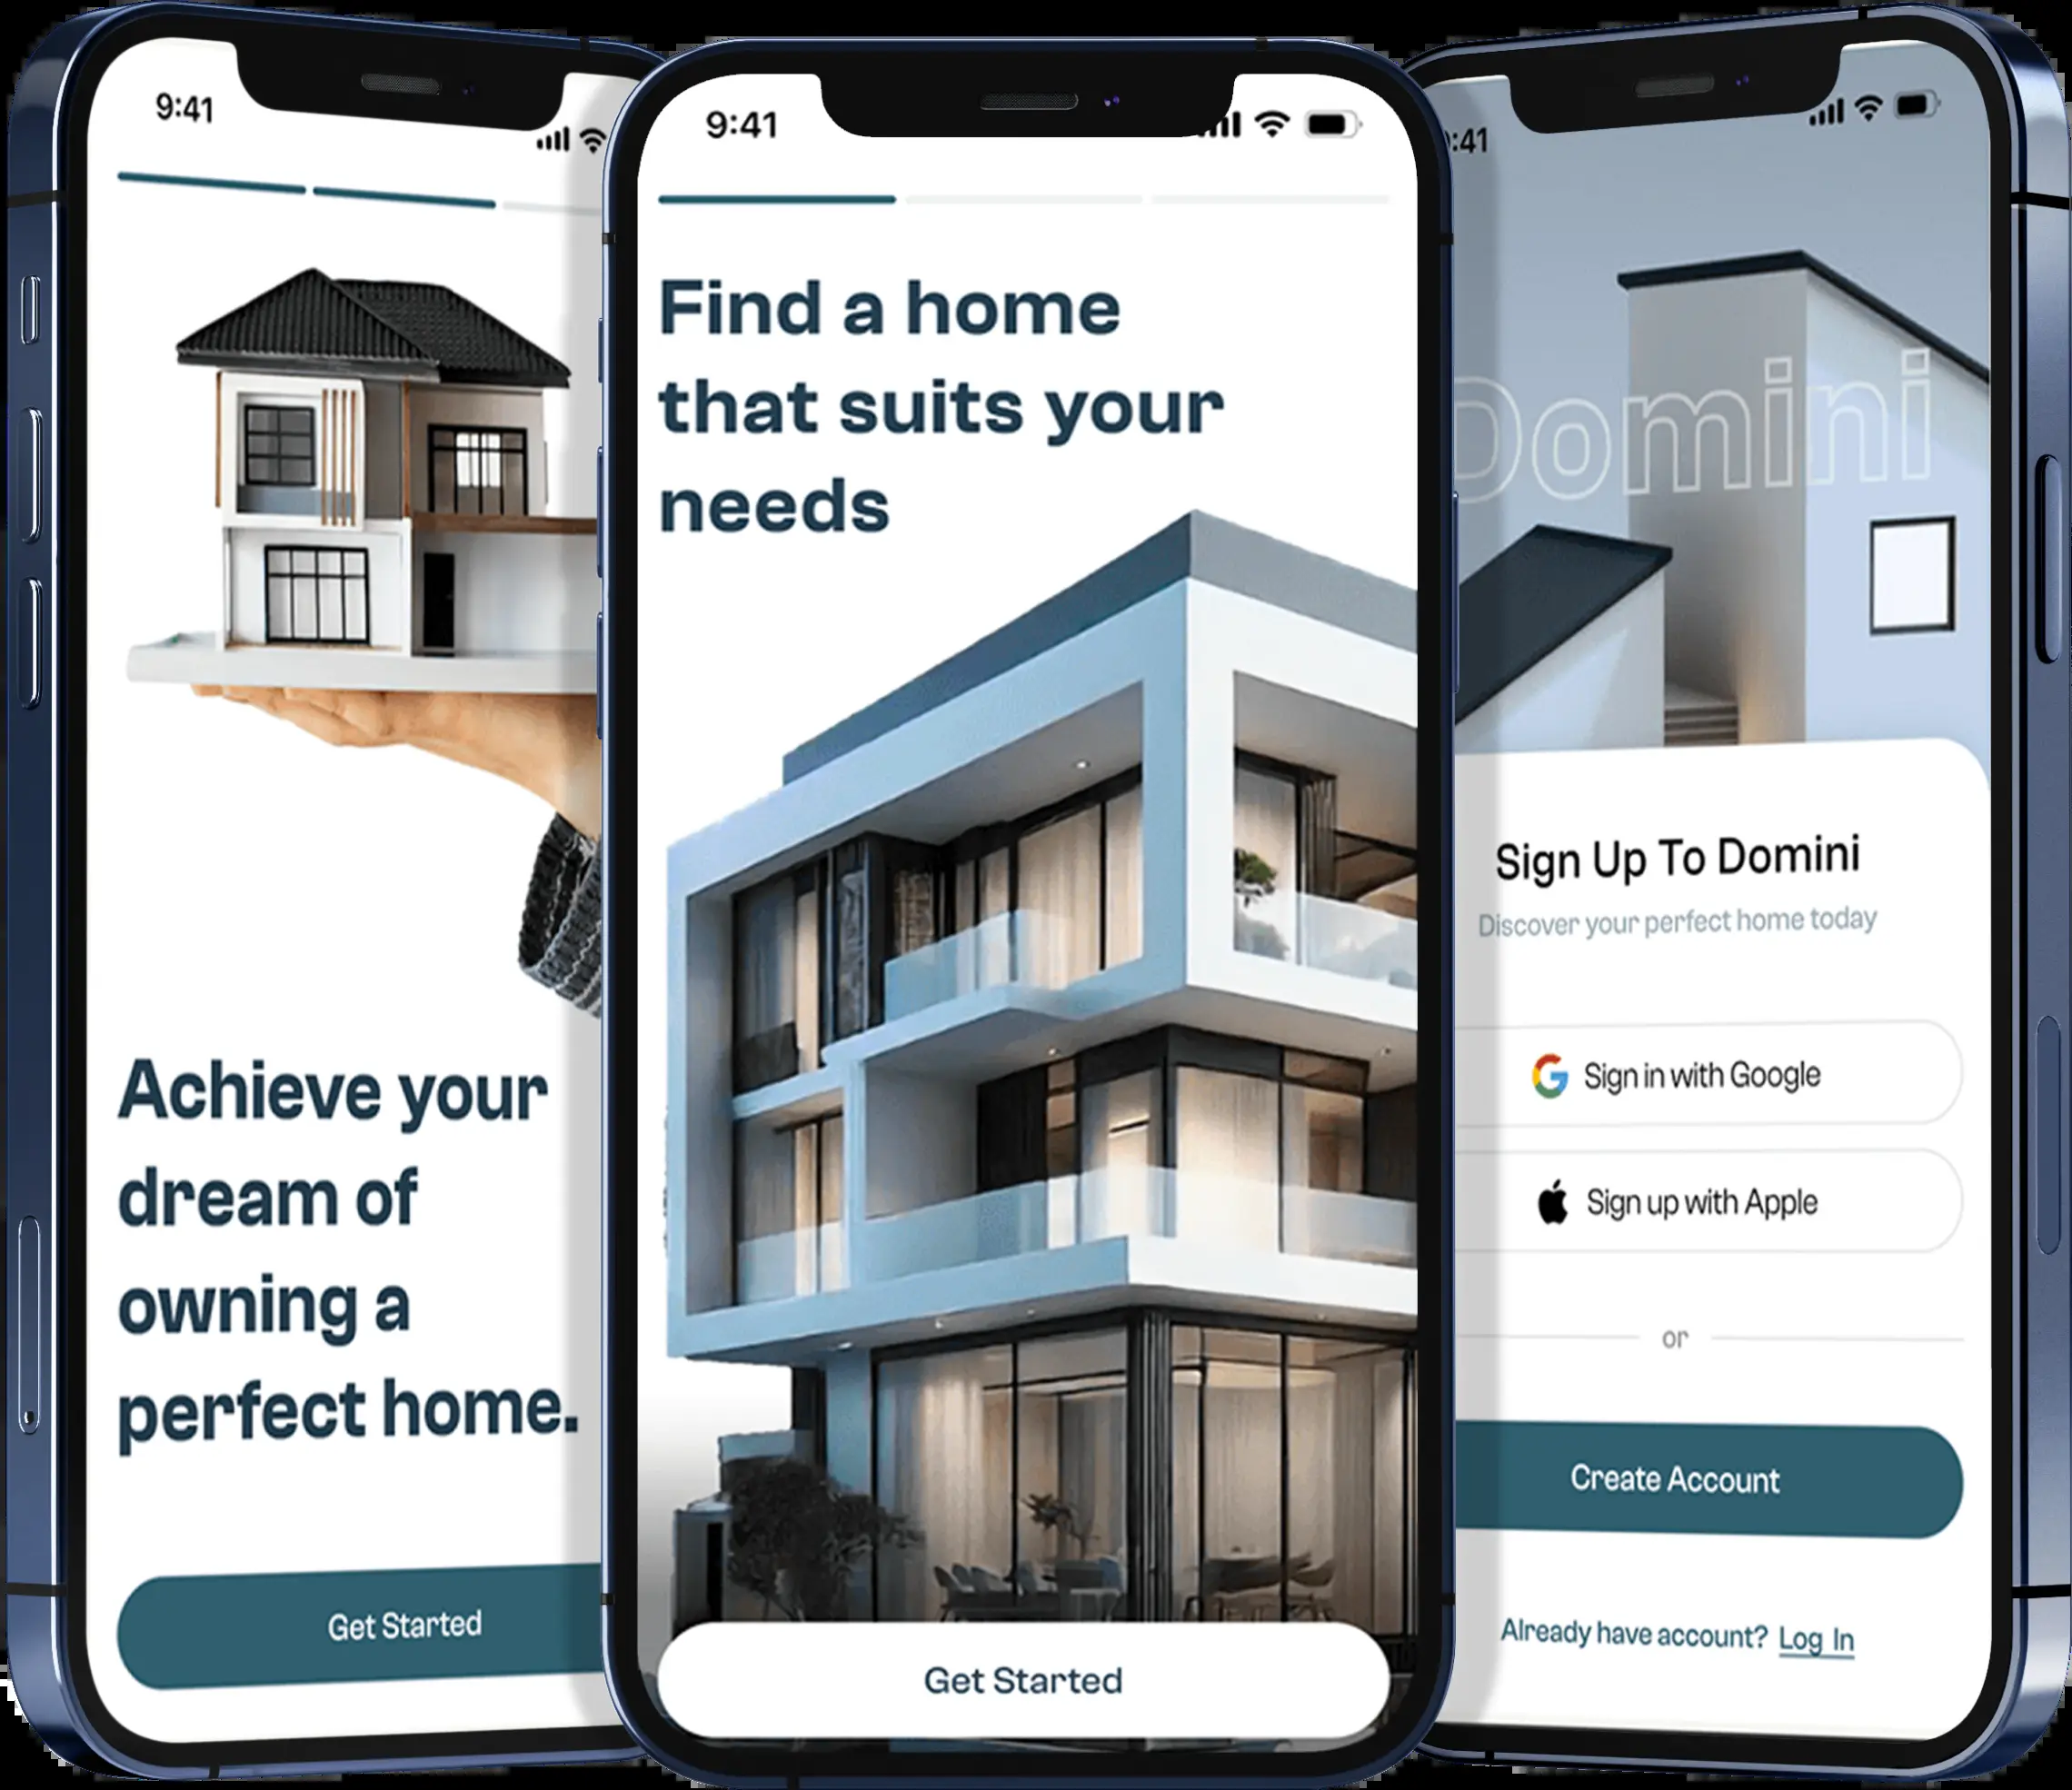 9:41
Achieve your
dream of
owning a
perfect home.
Get Started
9:41
Find a home
that suits your
needs
Get Started
:41
Domini
Sign Up To Domini
Discover your perfect home today
Sign in with Google
Sign up with Apple
or
Create Account
Already have account? Log In